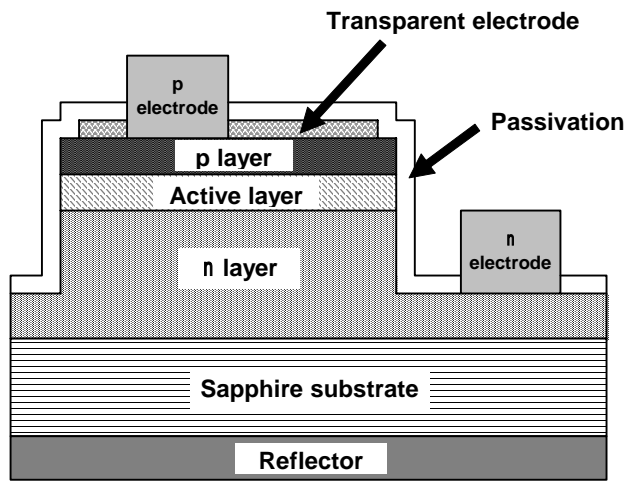 Transparent electrode
p
electrode
Passivation
p layer
Active layer
n
electrode
n layer
Sapphire substrate
Reflector